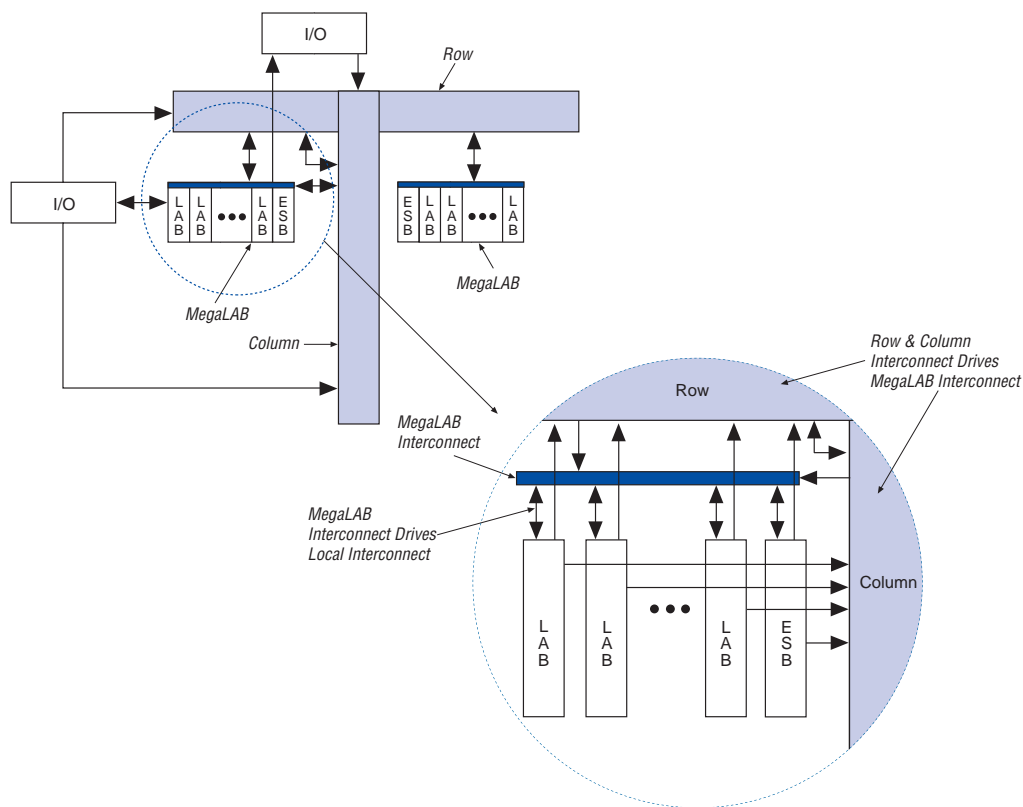 I/O
Row
I/O
L
A
B
L
A
B
L
A
B
E
S
B
E
S
B
L
A
B
L
A
B
L
A
B
MegaLAB
MegaLAB
Column
Row & Column
Interconnect Drives
MegaLAB Interconnect
Row
MegaLAB
Interconnect
MegaLAB
Interconnect Drives
Local Interconnect
Column
L
A
B
L
A
B
L
A
B
E
S
B